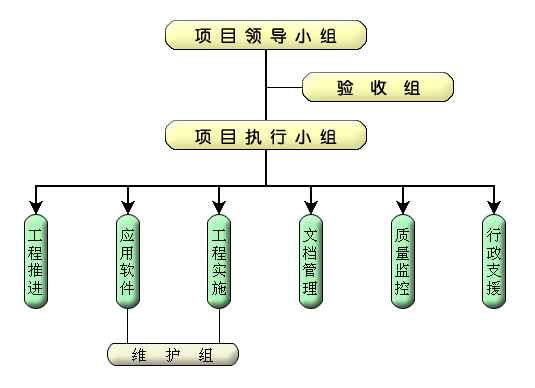 项目领导小组
验收组
项目执行小组
工程推进
应用软件
工程实施
文档管理
质量监控
行政支援
维护组